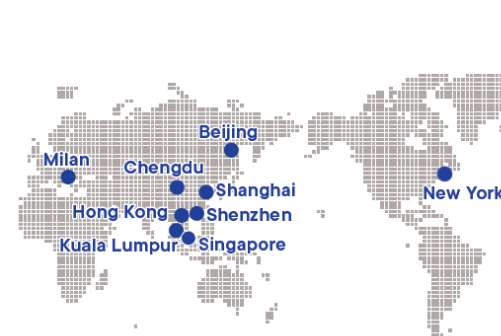 Beijing
Milan
Chengdu
Shanghai
New York
Hong Kong
Shenzhen
Kuala Lumpur
Singapore